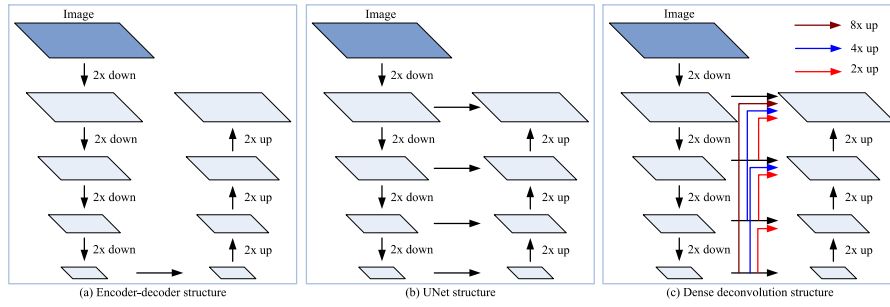 Image
2x down
2x down
2x up
2x down
2x up
2x down
2x up
(a) Encoder-decoder structure
Image
2x down
2x down
2x up
2x down
2x up
2x down
2x up
(b) UNet structure
Image
8x up
4x up
2x up
2x down
2x down
2x up
2x down
2x up
2x down
2x up
(c) Dense deconvolution structure